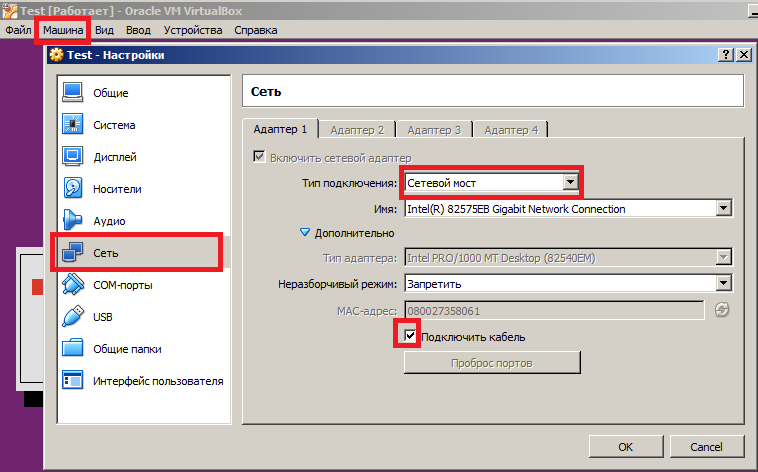 Test [Работает] - Oracle VM VirtualBox
Файл Машина Вид Ввод Устройства Справка
Test - Настройки
Общие
Система
Дисплей
Носители
Аудио
Сеть
COM-порты
USB
Общие папки
Интерфейс пользователя
Сеть
Адаптер 1 Адаптер 2 Адаптер 3 Адаптер 4
Включить сетевой адаптер
Тип подключения: Сетевой мост
Имя: Intel(R) 82575EB Gigabit Network Connection
Дополнительно
Тип адаптера: Intel PRO/1000 MT Desktop (82540EM)
Неразборчивый режим: Запретить
MAC-адрес: 080027358061
Подключить кабель
Проброс портов
OK Cancel